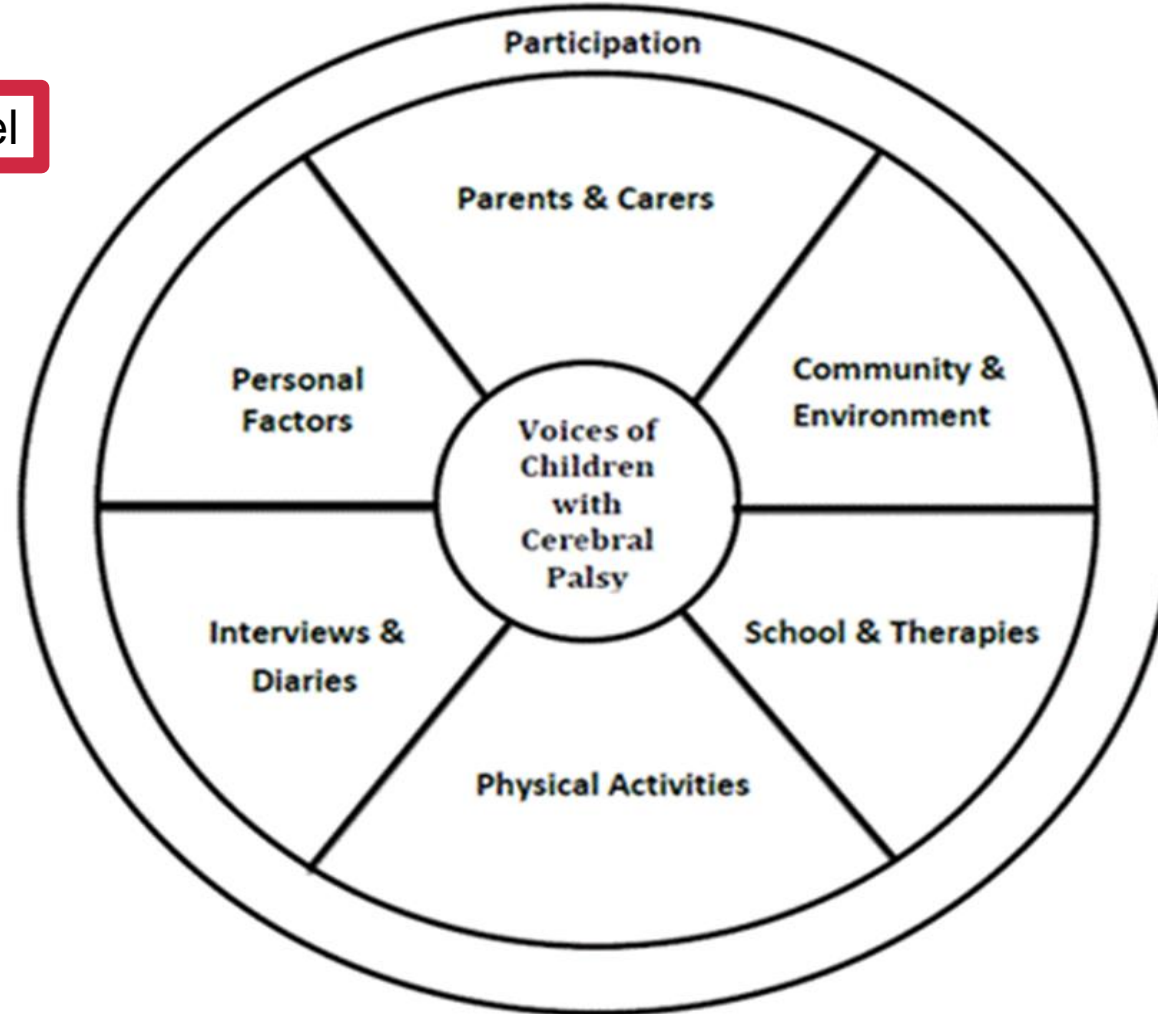 Participation
Parents & Carers
Personal
Factors
Community &
Environment
Voices of
Children
with
Cerebral
Palsy
Interviews &
Diaries
School & Therapies
Physical Activities